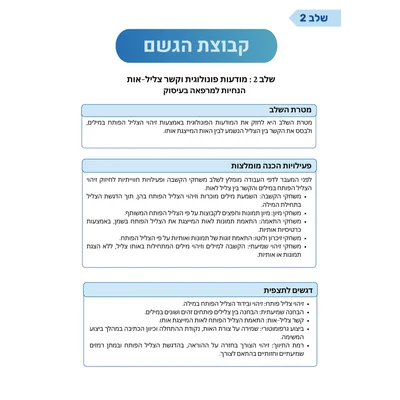 שלב 2
קבוצת הגשם
שלב 2 : מודעות פונולוגית וקשר צליל-אות
הנחיות למרפאה בעיסוק
מטרת השלב
מטרת השלב היא לחזק את המודעות הפונולוגית באמצעות זיהוי הצליל הפותח במילים,
ולבסס את הקשר בין הצליל הנשמע לבין האות המייצגת אותו.
פעילויות הכנה מומלצות
לפני המעבר לדפי העבודה מומלץ לשלב משחקי הקשבה ופעילויות חווייתיות לחיזוק זיהוי
הצליל הפותח במילים והקשר בין צליל לאות.
• משחקי הקשבה: השמעת מילים מוכרות וזיהוי הצליל הפותח בהן, תוך הדגשת הצליל
בתחילת המילה.
• משחקי מיון: מיון תמונות וחפצים לקבוצות על פי הצליל הפותח המשותף.
• משחקי התאמה: התאמת תמונות לאות המייצגת את הצליל הפותח בשמן, באמצעות
כרטיסיות אותיות.
• משחקי זיכרון ולוטו: התאמת זוגות של תמונות ואותיות על פי הצליל הפותח.
• משחקי זיהוי שמיעתי: הקשבה למילים וזיהוי מילים המתחילות באותו צליל, ללא הצגת
תמונות או אותיות.
דגשים לתצפית
• זיהוי צליל פותח: זיהוי ובידוד הצליל הפותח במילה.
• הבחנה שמיעתית: הבחנה בין צלילים פותחים זהים ושונים במילים.
• קשר צליל-אות: התאמת הצליל הפותח לאות המייצגת אותו.
• ביצוע גרפומוטורי: שמירה על צורת האות, נקודת ההתחלה וכיוון הכתיבה במהלך ביצוע
המשימה.
• רמת התיווך: זיהוי הצורך בחזרה על ההוראה, בהדגשת הצליל הפותח ובמתן רמזים
שמיעתיים וחזותיים בהתאם לצורך.